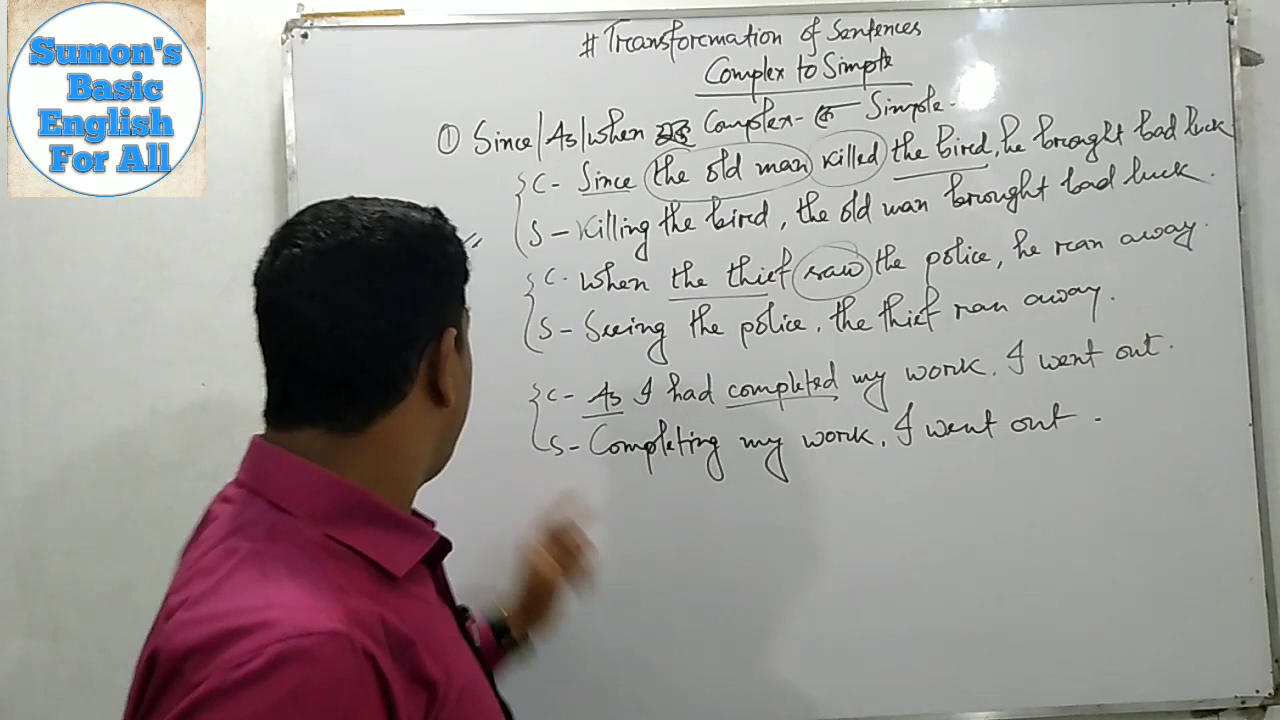 Sumon's
Basic
English
For All
# Transformation of Sentences
Complex to Simple
① Since/As/When Complex - Simple -
C - Since the old man killed the bird, he brought bad luck
S - Killing the bird, the old man brought bad luck.
C - When the thief saw the police, he ran away.
S - Seeing the police, the thief ran away.
C - As I had completed my work, I went out.
S - Completing my work, I went out -